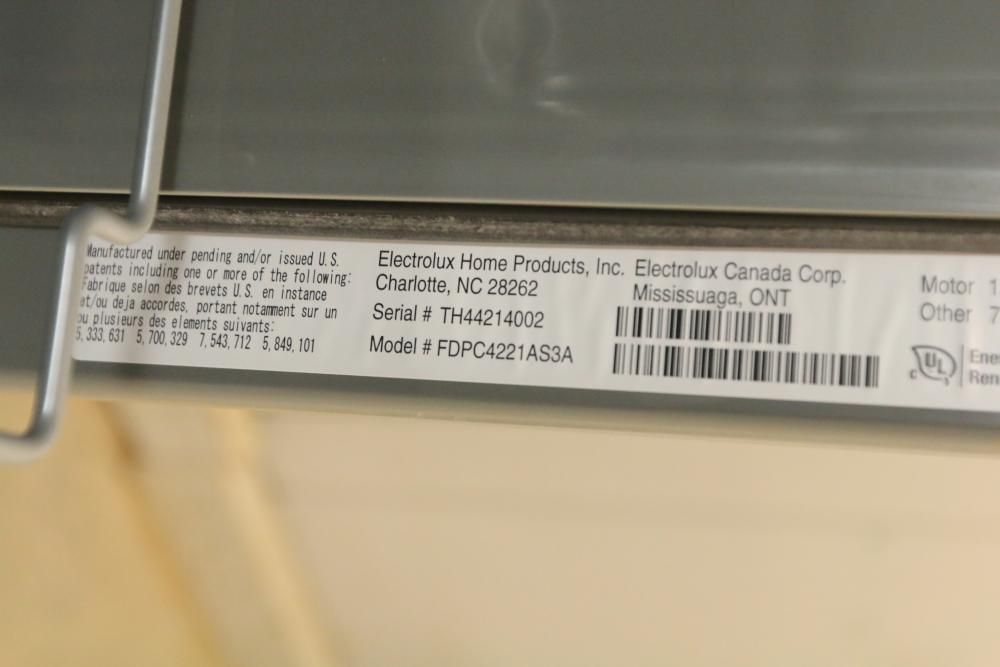 Manufactured under pending and/or issued U.S.
patents including one or more of the following:
Fabrique selon des brevets U.S. en instance
et/ou deja accordes, portant notamment sur un
ou plusieurs des elements suivants:
5,333,631 5,700,329 7,543,712 5,849,101
Electrolux Home Products, Inc.
Charlotte, NC 28262
Serial # TH44214002
Model # FDPC4221AS3A
Electrolux Canada Corp.
Mississuaga, ONT
Motor
Other
c UL s